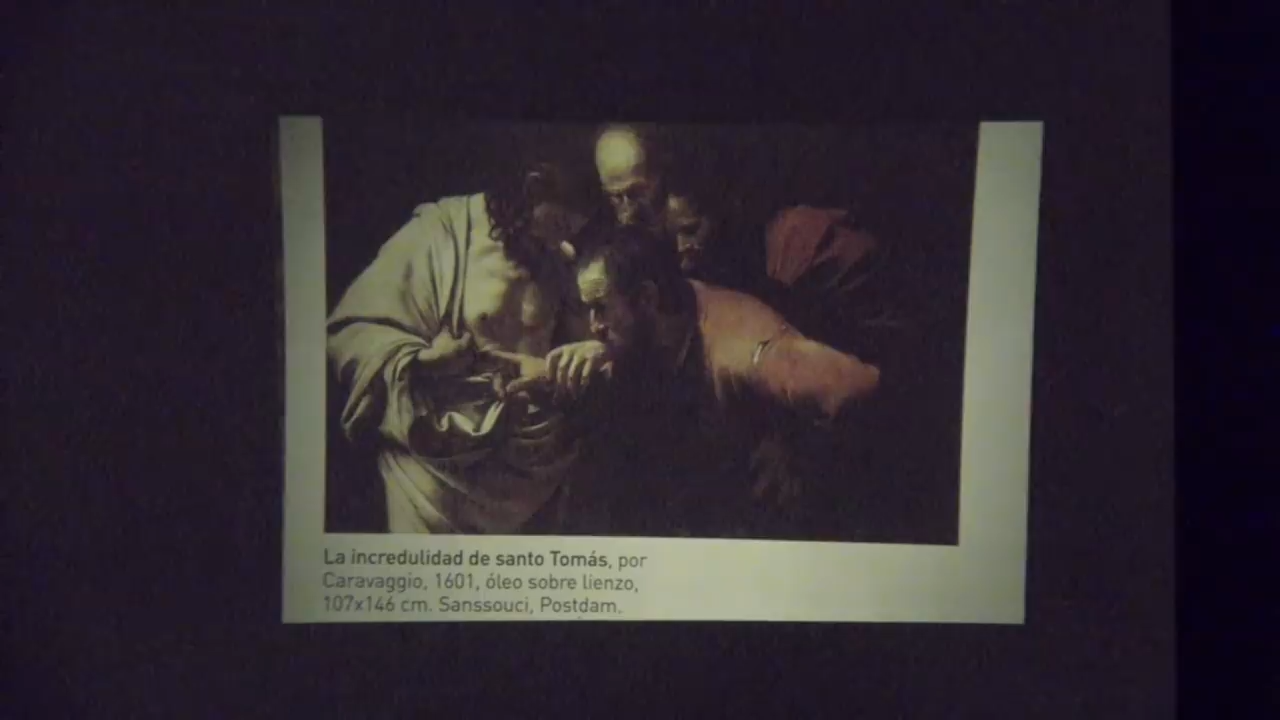 La incredulidad de santo Tomás, por
Caravaggio, 1601, óleo sobre lienzo,
107x146 cm. Sanssouci, Postdam.